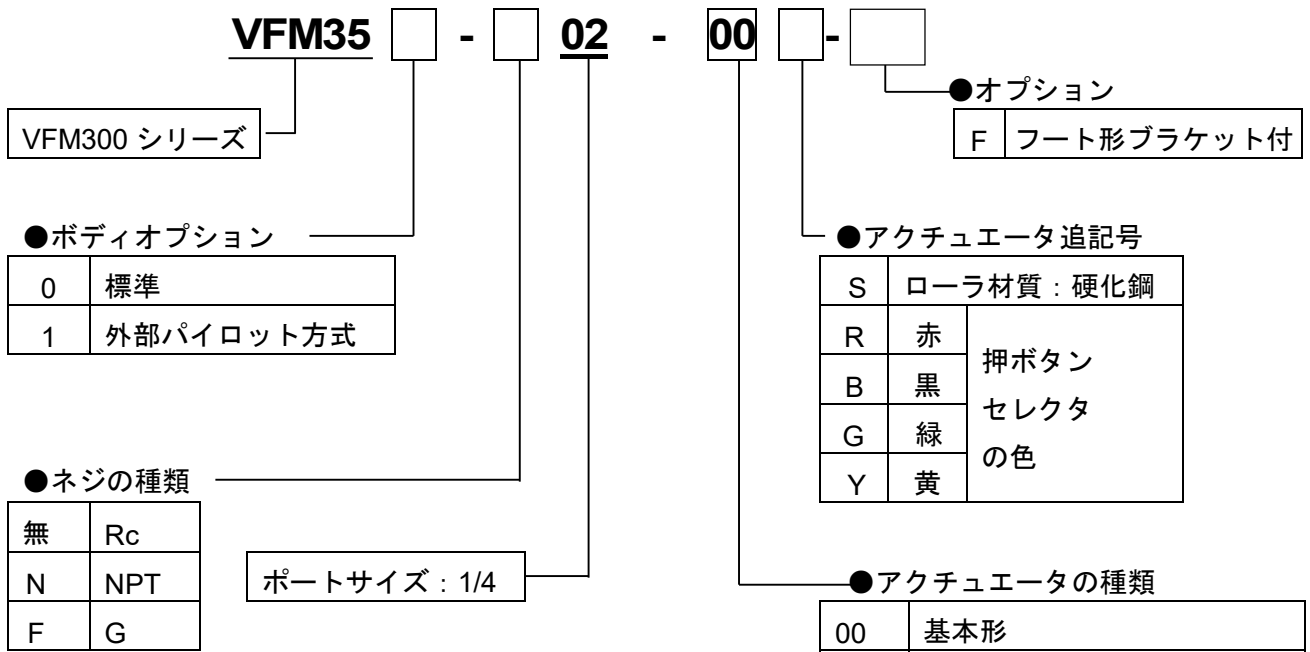 VFM35 - 02 - 00 -
●オプション
F フート形ブラケット付
VFM300 シリーズ
●ボディオプション
0 標準
1 外部パイロット方式
●アクチュエータ追記号
S ローラ材質：硬化鋼
R 赤
B 黒
G 緑
Y 黄
押ボタン
セレクタ
の色
●ネジの種類
無 Rc
N NPT
F G
ポートサイズ：1/4
●アクチュエータの種類
00 基本形